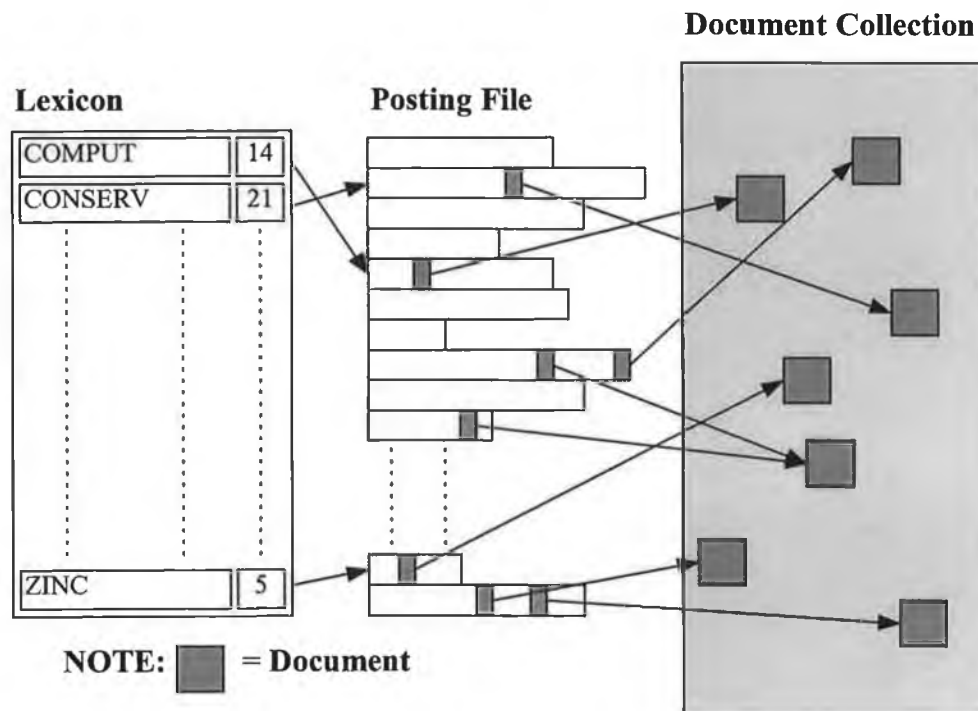 Document Collection
Lexicon
Posting File
COMPUT 14
CONSERV 21
ZINC 5
NOTE: = Document